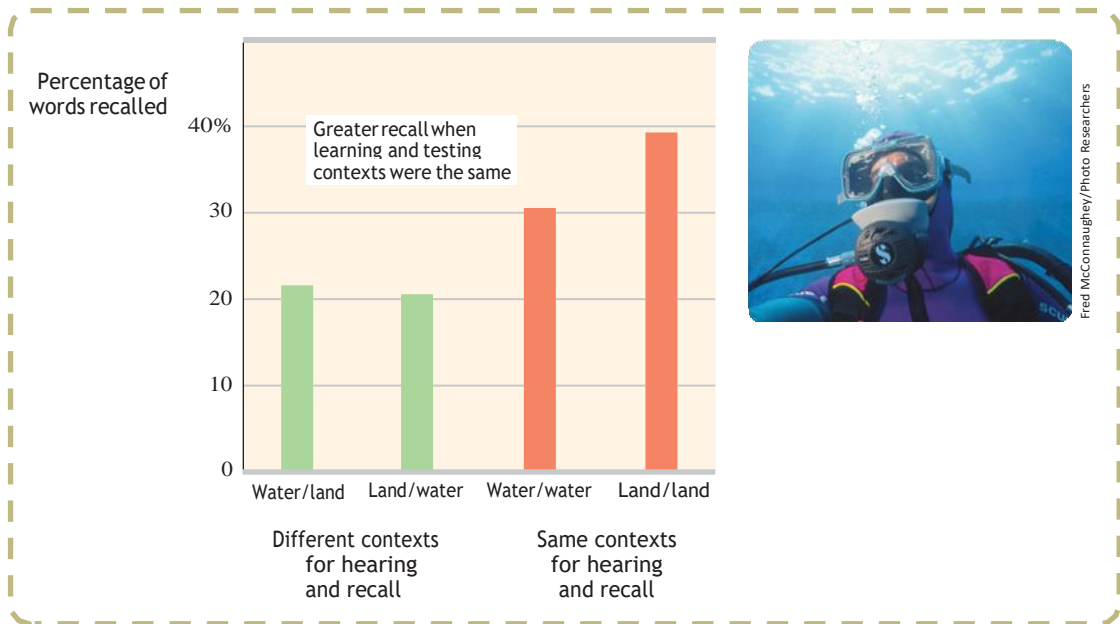 Percentage of
words recalled
40%
30
20
10
0
Greater recall when
learning and testing
contexts were the same
Water/land
Land/water
Water/water
Land/land
Different contexts
for hearing
and recall
Same contexts
for hearing
and recall
Fred McConnaughey/Photo Researchers
SCU